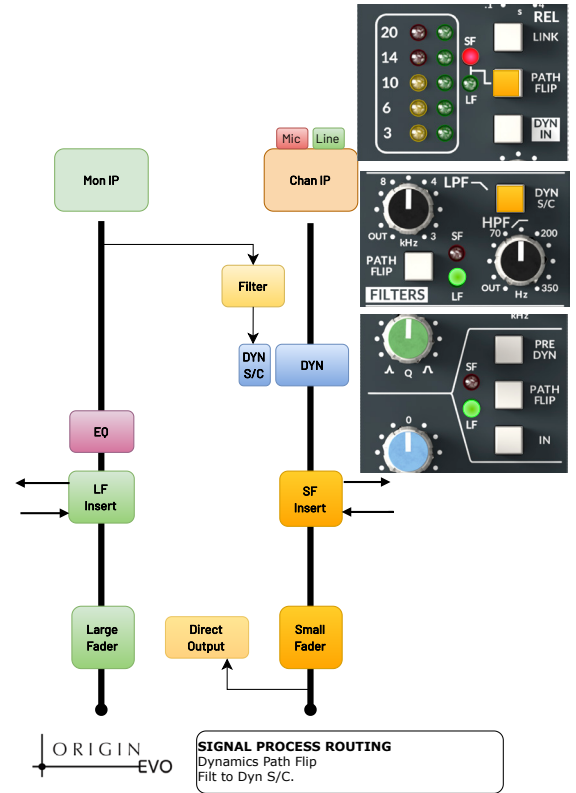 .1
4
s
REL
20
SF
LINK
14
10
PATH
FLIP
LF
6
3
DYN
IN
Mic
Line
Mon IP
Chan IP
8
4
LPF
DYN
S/C
HPF
70
200
OUT
kHz
3
SF
PATH
FLIP
OUT
Hz
350
FILTERS
LF
Filter
kHz
PRE
DYN
DYN
S/C
DYN
Q
SF
PATH
FLIP
LF
EQ
0
IN
LF
Insert
SF
Insert
Large
Fader
Direct
Output
Small
Fader
ORIGIN
EVO
SIGNAL PROCESS ROUTING
Dynamics Path Flip
Filt to Dyn S/C.